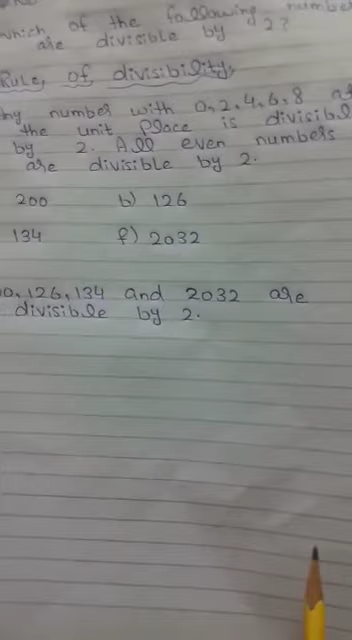 which of the following number
are divisible by 2?
Rule of divisibility
number with 0, 2, 4, 6, 8 at
the unit place is divisible
by 2. All even numbers
are divisible by 2.
200 b) 126
134 f) 2032
0, 126, 134 and 2032 are
divisible by 2.